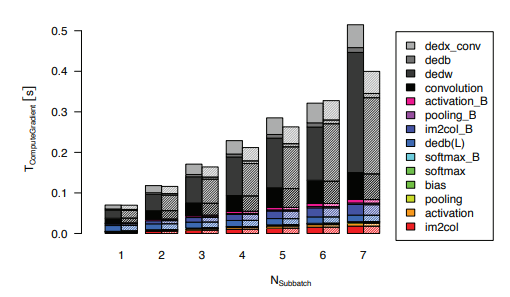 T_ComputeGradient [s]
0.5
0.4
0.3
0.2
0.1
0.0
1 2 3 4 5 6 7
N_Subbatch
dedx_conv
dedb
dedw
convolution
activation_B
pooling_B
im2col_B
dedb(L)
softmax_B
softmax
bias
pooling
activation
im2col